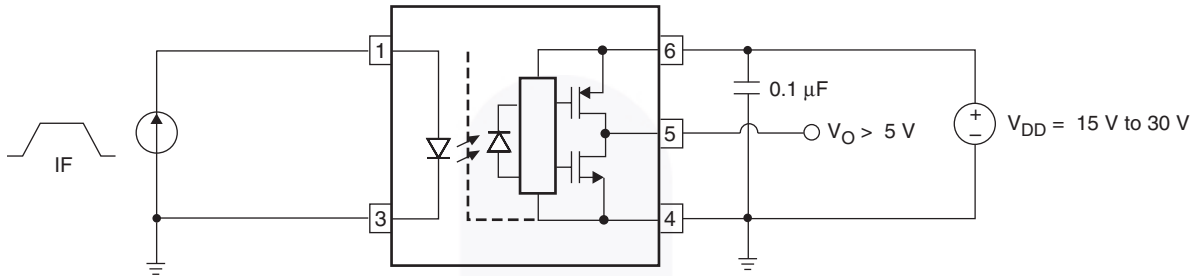 1
6
0.1 μF
+
–
V_DD = 15 V to 30 V
5
V_O > 5 V
IF
3
4